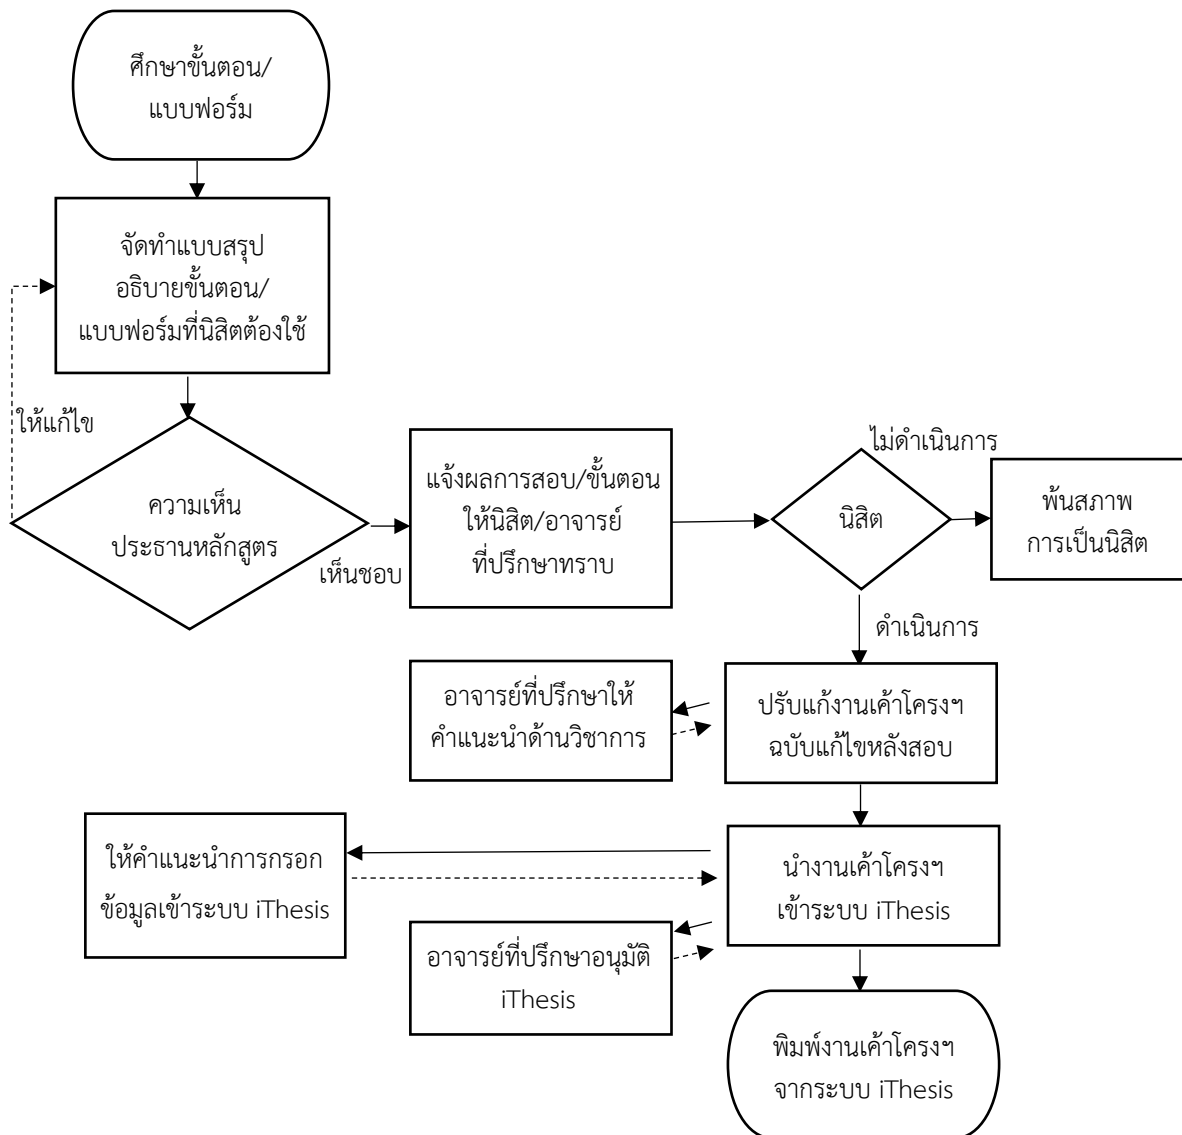 ศึกษาขั้นตอน/
แบบฟอร์ม
จัดทำแบบสรุป
อธิบายขั้นตอน/
แบบฟอร์มที่นิสิตต้องใช้
ให้แก้ไข
ความเห็น
ประธานหลักสูตร
เห็นชอบ
แจ้งผลการสอบ/ขั้นตอน
ให้นิสิต/อาจารย์
ที่ปรึกษาทราบ
นิสิต
ไม่ดำเนินการ
พ้นสภาพ
การเป็นนิสิต
ดำเนินการ
อาจารย์ที่ปรึกษาให้
คำแนะนำด้านวิชาการ
ปรับแก้งานเค้าโครงฯ
ฉบับแก้ไขหลังสอบ
ให้คำแนะนำการกรอก
ข้อมูลเข้าระบบ iThesis
นำงานเค้าโครงฯ
เข้าระบบ iThesis
อาจารย์ที่ปรึกษาอนุมัติ
iThesis
พิมพ์งานเค้าโครงฯ
จากระบบ iThesis